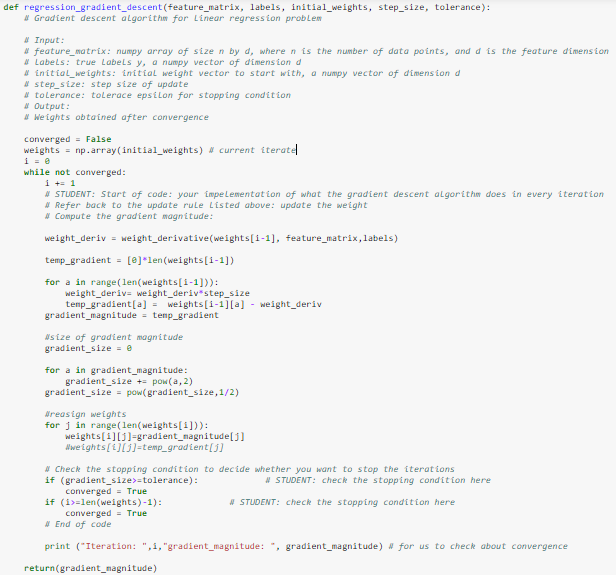 def regression_gradient_descent(feature_matrix, labels, initial_weights, step_size, tolerance):
# Gradient descent algorithm for linear regression problem
# Input:
# feature_matrix: numpy array of size n by d, where n is the number of data points, and d is the feature dimension
# labels: true labels y, a numpy vector of dimension d
# initial_weights: initial weight vector to start with, a numpy vector of dimension d
# step_size: step size of update
# tolerance: tolerace epsilon for stopping condition
# Output:
# Weights obtained after convergence
converged = False
weights = np.array(initial_weights) # current iterate
i = 0
while not converged:
i += 1
# STUDENT: Start of code: your impelementation of what the gradient descent algorithm does in every iteration
# Refer back to the update rule listed above: update the weight
# Compute the gradient magnitude:
weight_deriv = weight_derivative(weights[i-1], feature_matrix,labels)
temp_gradient = [0]*len(weights[i-1])
for a in range(len(weights[i-1])):
weight_deriv= weight_deriv*step_size
temp_gradient[a] =  weights[i-1][a] - weight_deriv
gradient_magnitude = temp_gradient
#size of gradient magnitude
gradient_size = 0
for a in gradient_magnitude:
gradient_size += pow(a,2)
gradient_size = pow(gradient_size,1/2)
#reasign weights
for j in range(len(weights[i])):
weights[i][j]=gradient_magnitude[j]
#weights[i][j]=temp_gradient[j]
# Check the stopping condition to decide whether you want to stop the iterations
if (gradient_size>=tolerance): # STUDENT: check the stopping condition here
converged = True
if (i>=len(weights)-1): # STUDENT: check the stopping condition here
converged = True
# End of code
print ("Iteration: ",i,"gradient_magnitude: ", gradient_magnitude) # for us to check about convergence
return(gradient_magnitude)